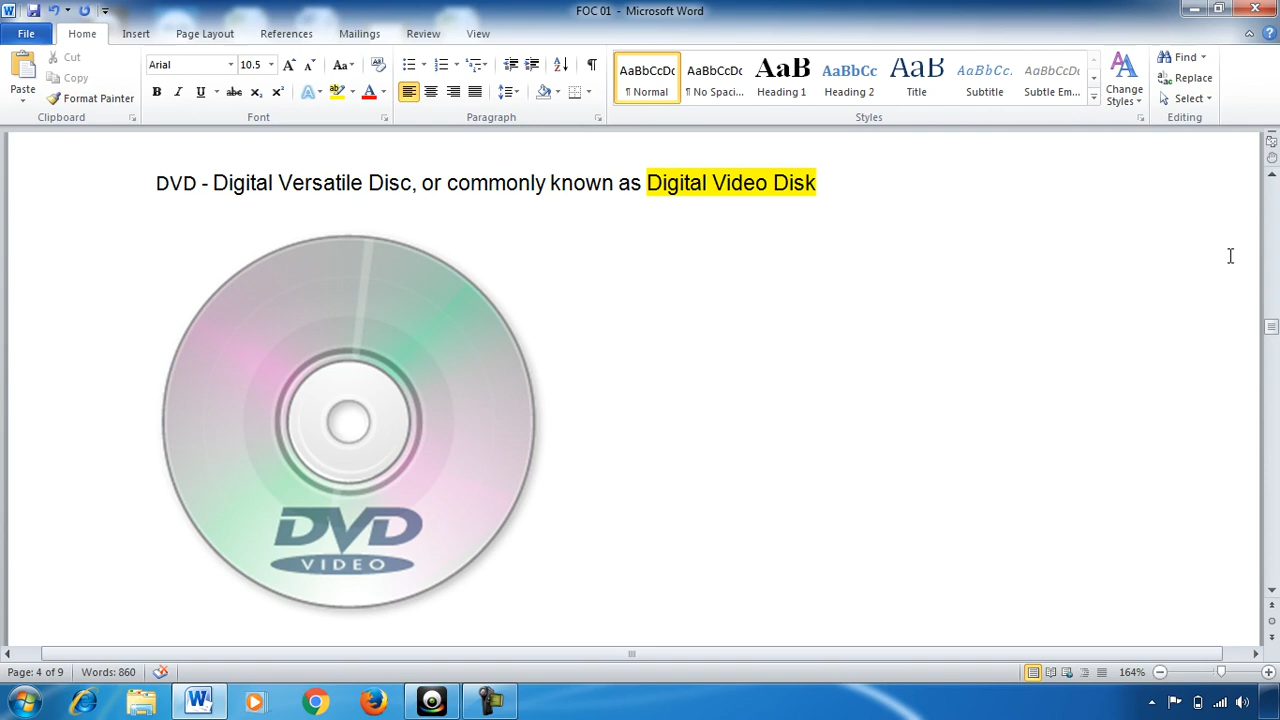 FOC 01 - Microsoft Word
File Home Insert Page Layout References Mailings Review View
Paste
Cut
Copy
Format Painter
Clipboard
Arial 10.5
Font
Paragraph
AaBbCcDc AaBbCcDc AaB AaBbCc AaB AaBbCc. AaBbCcDc
¶ Normal ¶ No Spaci... Heading 1 Heading 2 Title Subtitle Subtle Em...
Change Styles
Styles
Find
Replace
Select
Editing
DVD - Digital Versatile Disc, or commonly known as Digital Video Disk
DVD
VIDEO
Page: 4 of 9 Words: 860 164%